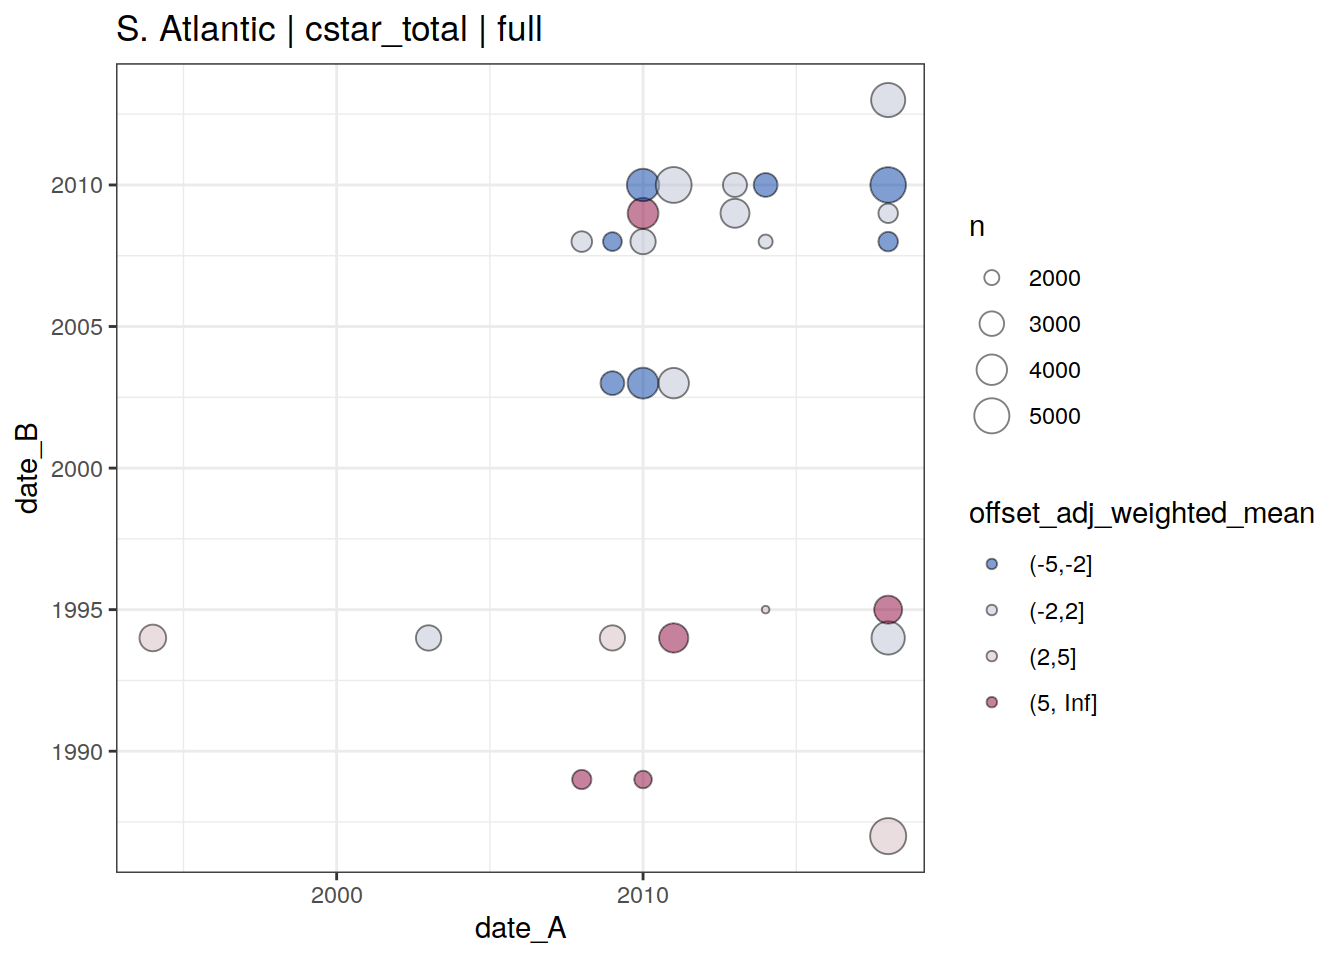 S. Atlantic | cstar_total | full
2010
2005
2000
1995
1990
date_B
2000
2010
date_A
n
2000
3000
4000
5000
offset_adj_weighted_mean
(-5,-2]
(-2,2]
(2,5]
(5, Inf]